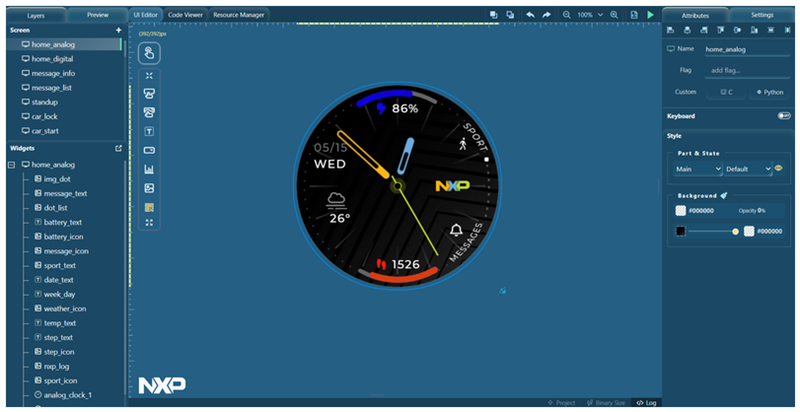 Layers Preview UI Editor Code Viewer Resource Manager 100% Attributes Settings
Screen +
home_analog
home_digital
message_info
message_list
standup
car_lock
car_start
Widgets
home_analog
img_dot
message_text
dot_list
battery_text
battery_icon
message_icon
sport_text
date_text
week_day
weather_icon
temp_text
step_text
step_icon
nxp_log
sport_icon
analog_clock_1
(392/392)px
86%
SPORT
05/15
WED
NXP
26°
MESSAGES
1526
NXP
Project Binary Size Log
Name home_analog
Flag add flag...
Custom C Python
Keyboard OFF
Style
Part & State
Main Default
Background
#000000 Opacity 0%
#000000